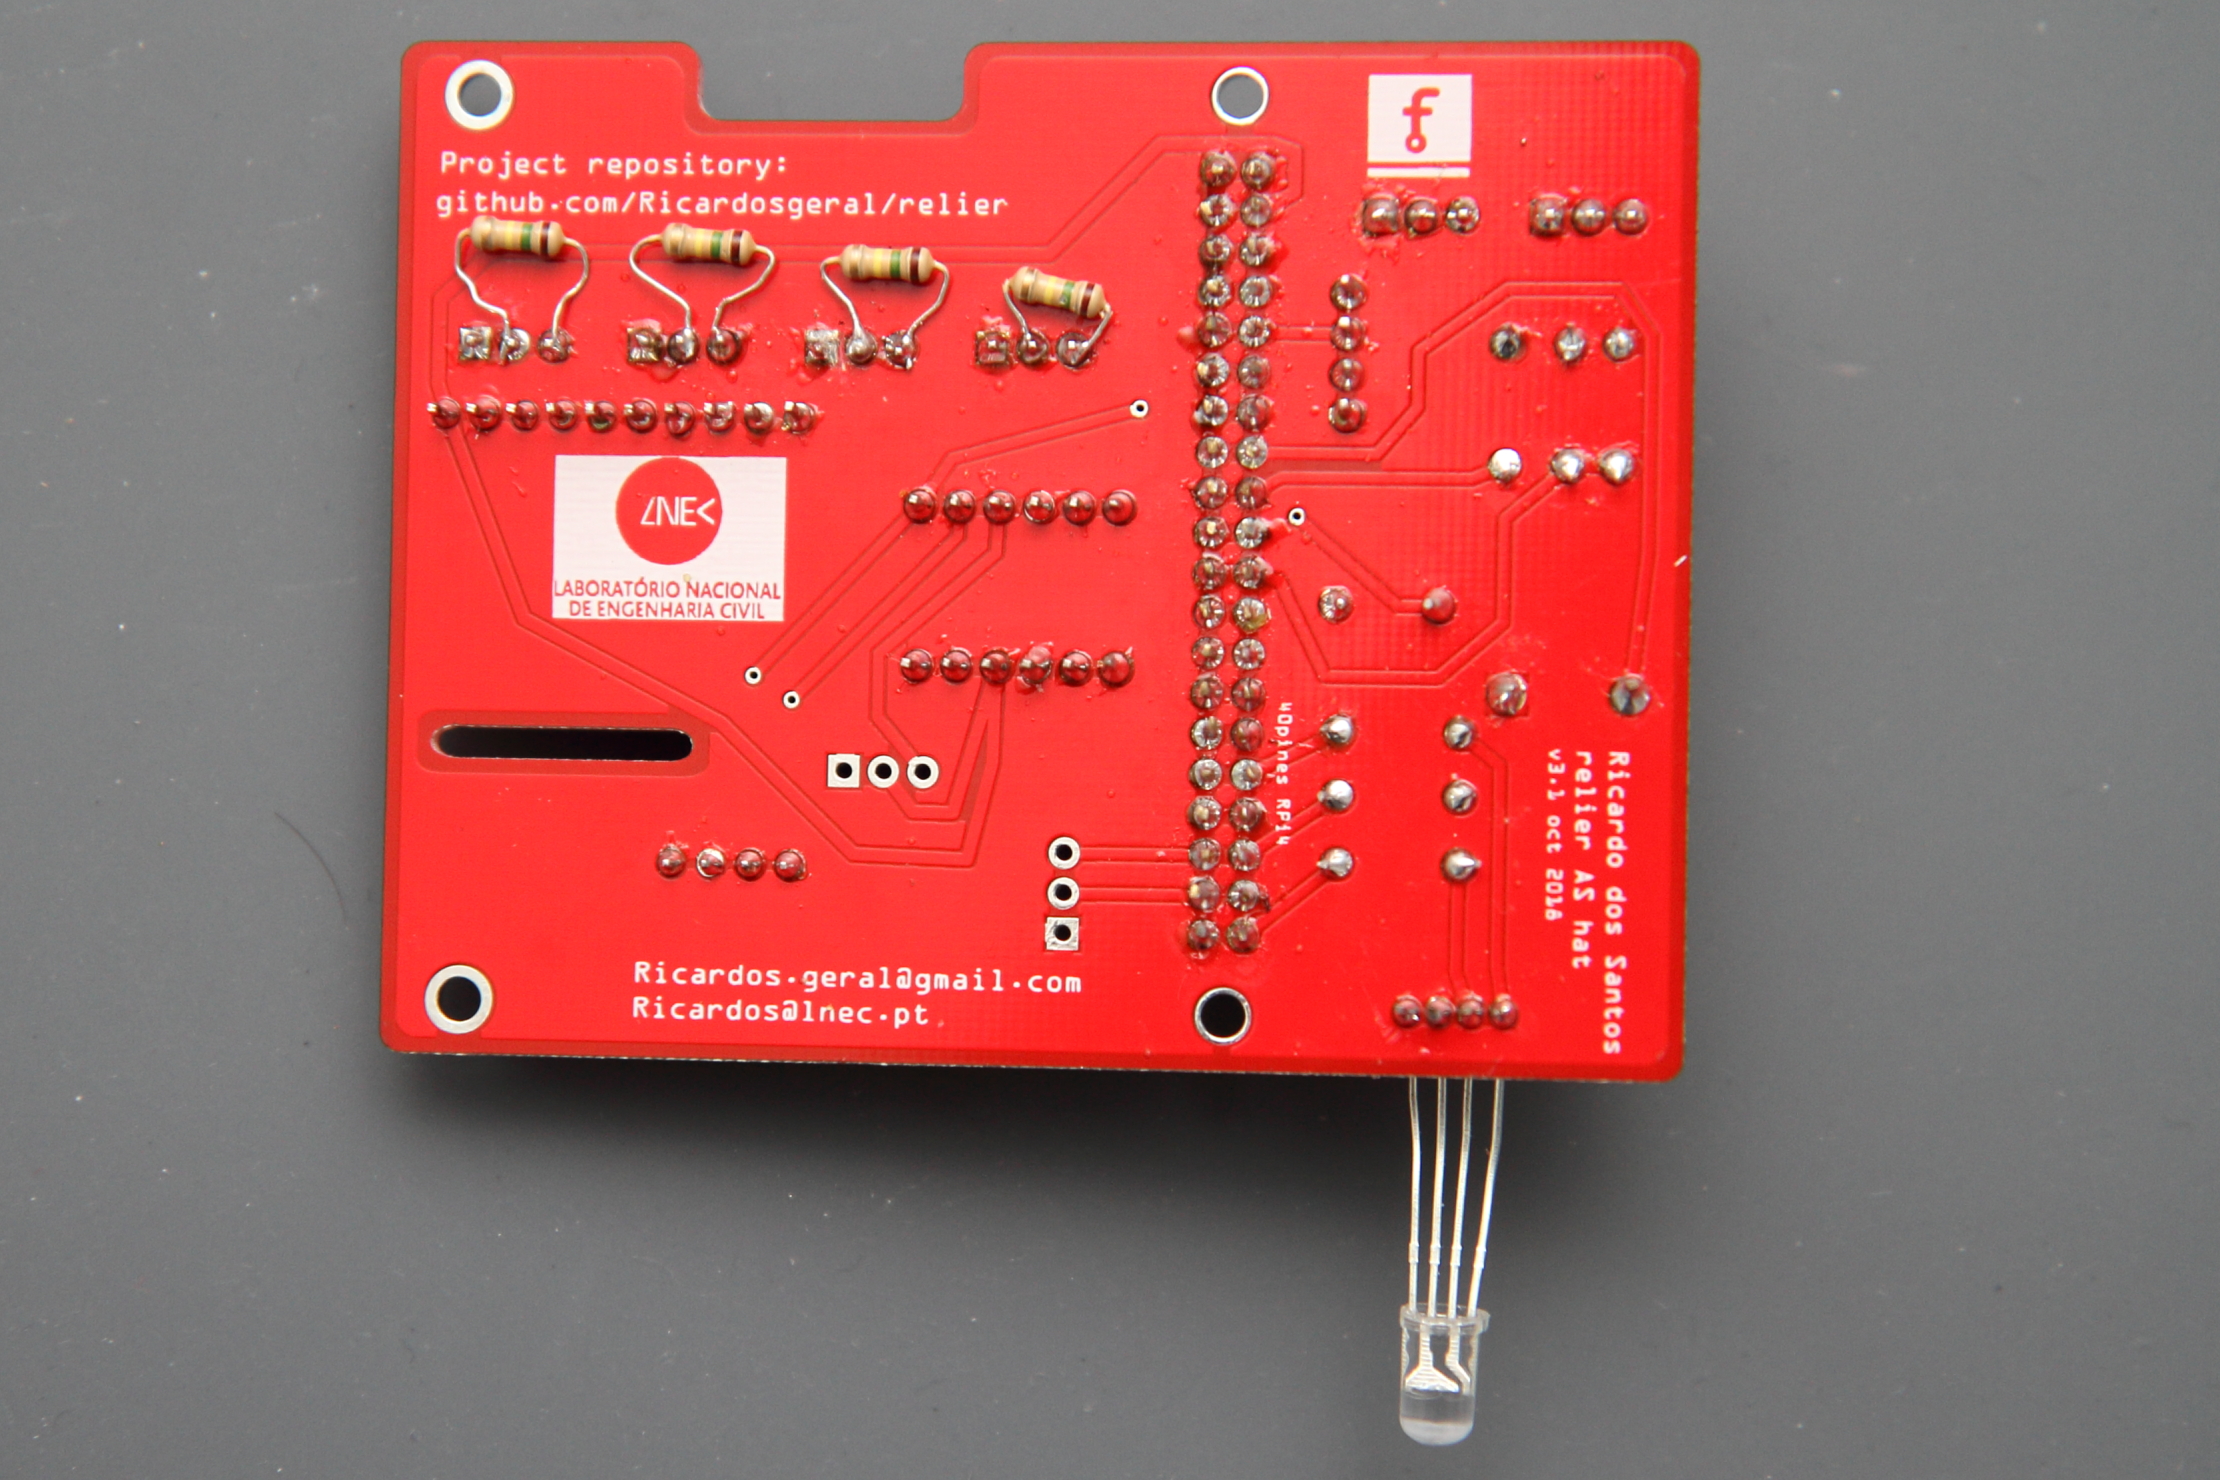 f
Project repository:
github.com/Ricardosgeral/relier
LNEC
LABORATÓRIO NACIONAL
DE ENGENHARIA CIVIL
40pines RPi4
Ricardo dos Santos
relier AS hat
v3.1 oct 2018
Ricardos.geral@gmail.com
Ricardos@lnec.pt